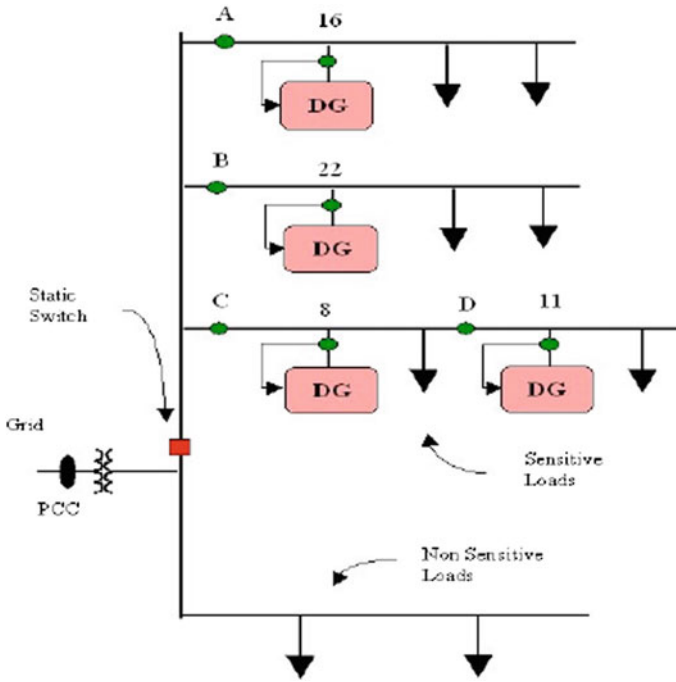 A
16
DG
B
22
DG
Static
Switch
C
8
D
11
DG
DG
Grid
PCC
Sensitive
Loads
Non Sensitive
Loads